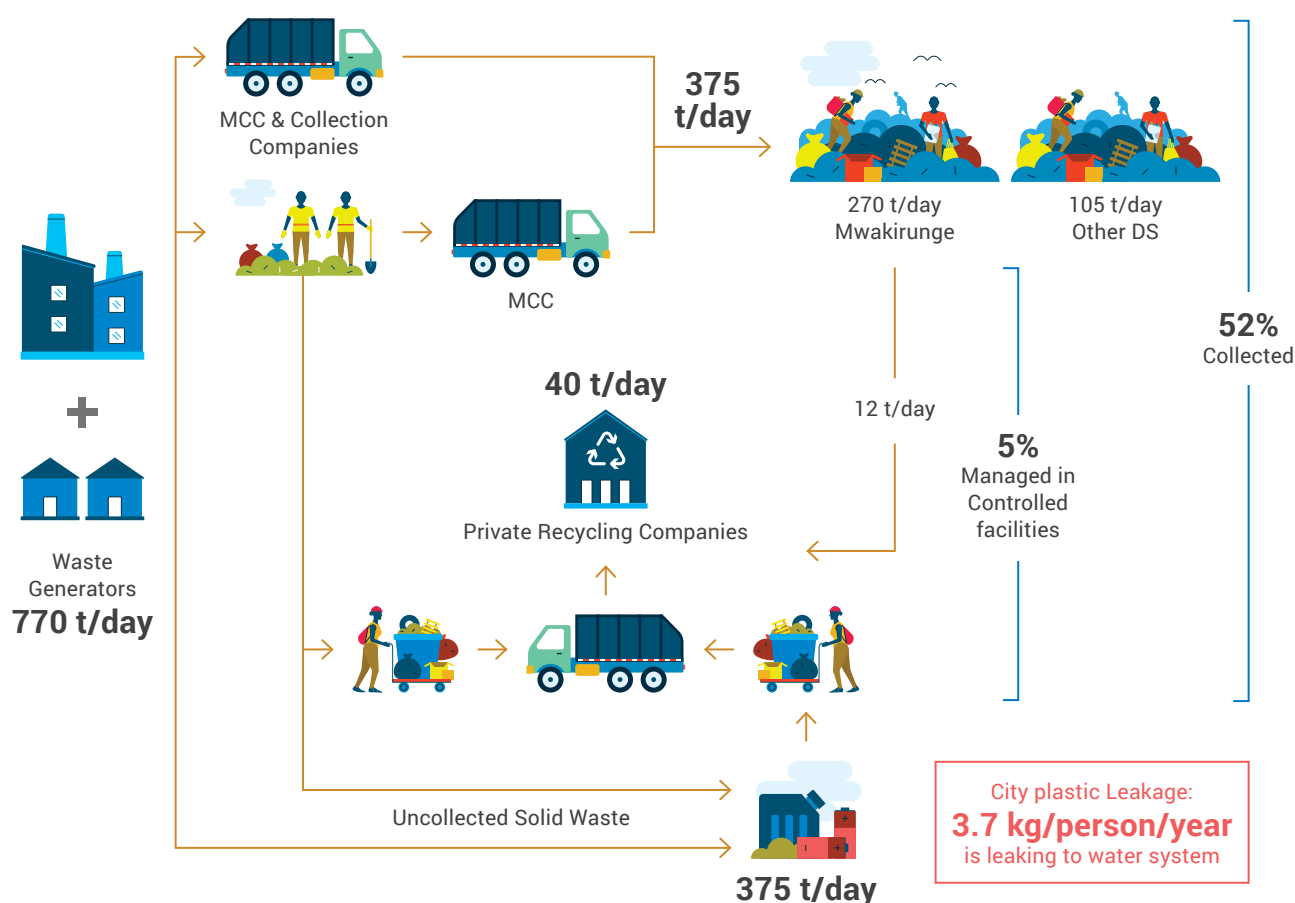 MCC & Collection
Companies
375
t/day
270 t/day
Mwakirunge
105 t/day
Other DS
MCC
52%
Collected
40 t/day
12 t/day
5%
Managed in
Controlled
facilities
Private Recycling Companies
Waste
Generators
770 t/day
Uncollected Solid Waste
375 t/day
City plastic Leakage:
3.7 kg/person/year
is leaking to water system